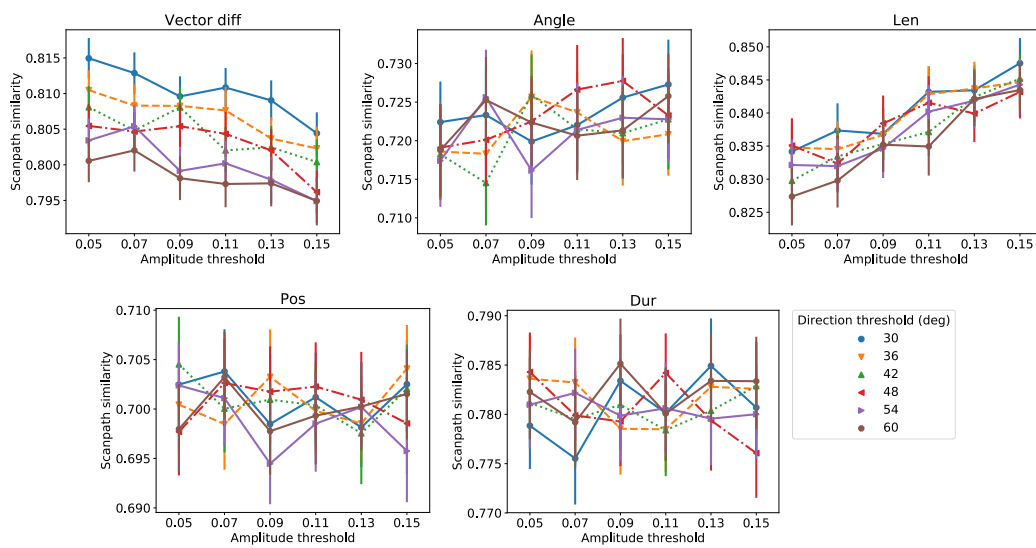 Vector diff
Scanpath similarity
0.815
0.810
0.805
0.800
0.795
0.05 0.07 0.09 0.11 0.13 0.15
Amplitude threshold
Angle
Scanpath similarity
0.730
0.725
0.720
0.715
0.710
0.05 0.07 0.09 0.11 0.13 0.15
Amplitude threshold
Len
Scanpath similarity
0.850
0.845
0.840
0.835
0.830
0.825
0.05 0.07 0.09 0.11 0.13 0.15
Amplitude threshold
Pos
Scanpath similarity
0.710
0.705
0.700
0.695
0.690
0.05 0.07 0.09 0.11 0.13 0.15
Amplitude threshold
Dur
Scanpath similarity
0.790
0.785
0.780
0.775
0.770
0.05 0.07 0.09 0.11 0.13 0.15
Amplitude threshold
Direction threshold (deg)
30
36
42
48
54
60